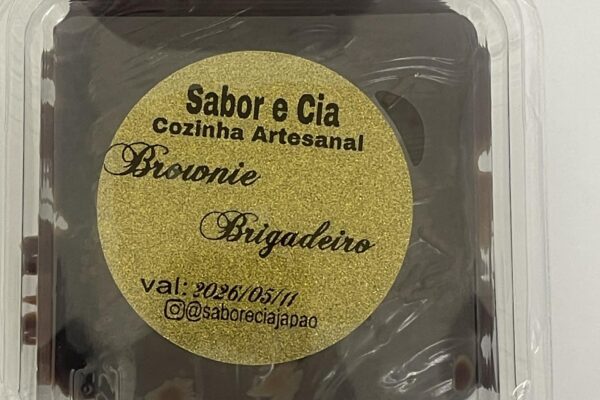 Sabor e Cia
Cozinha Artesanal
Brownie
Brigadeiro
val: 2026/05/11
@saboreciajapao